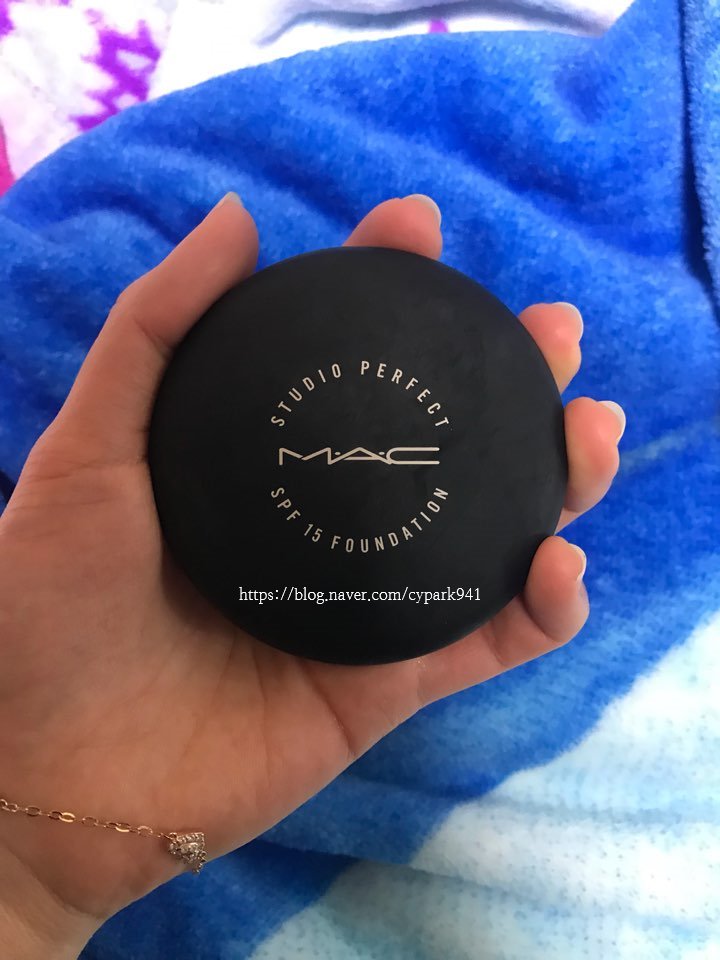 STUDIO PERFECT
M·A·C
SPF 15 FOUNDATION
https://blog.naver.com/cypark941